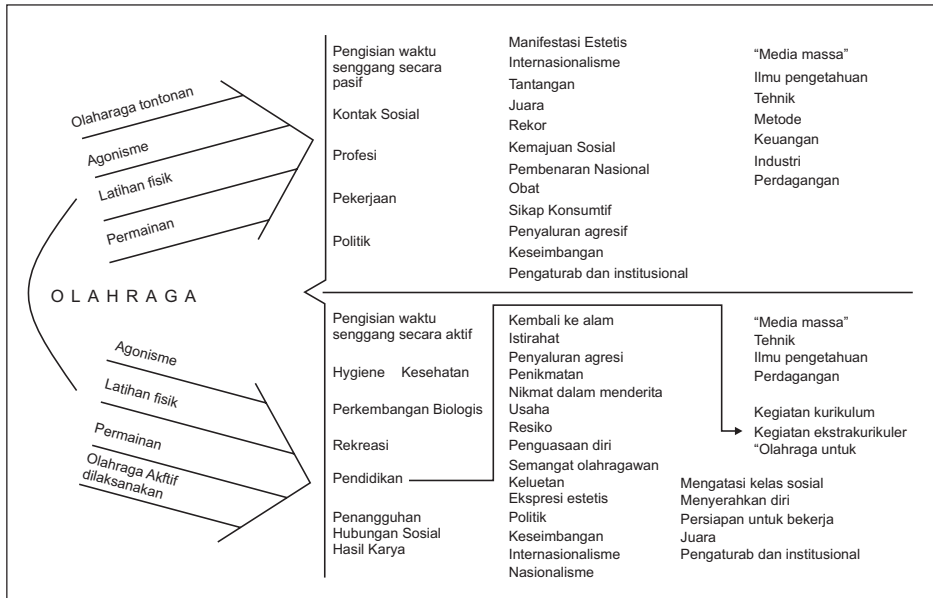 Olaharaga tontonan
Agonisme
Latihan fisik
Permainan
OLAHRAGA
Agonisme
Latihan fisik
Permainan
Olahraga Akftif
dilaksanakan
Pengisian waktu
senggang secara
pasif
Kontak Sosial
Profesi
Pekerjaan
Politik
Manifestasi Estetis
Internasionalisme
Tantangan
Juara
Rekor
Kemajuan Sosial
Pembenaran Nasional
Obat
Sikap Konsumtif
Penyaluran agresif
Keseimbangan
Pengaturab dan institusional
“Media massa”
Ilmu pengetahuan
Tehnik
Metode
Keuangan
Industri
Perdagangan
Pengisian waktu
senggang secara aktif
Hygiene Kesehatan
Perkembangan Biologis
Rekreasi
Pendidikan
Penangguhan
Hubungan Sosial
Hasil Karya
Kembali ke alam
Istirahat
Penyaluran agresi
Penikmatan
Nikmat dalam menderita
Usaha
Resiko
Penguasaan diri
Semangat olahragawan
Keluetan
Ekspresi estetis
Politik
Keseimbangan
Internasionalisme
Nasionalisme
“Media massa”
Tehnik
Ilmu pengetahuan
Perdagangan
Kegiatan kurikulum
Kegiatan ekstrakurikuler
“Olahraga untuk
Mengatasi kelas sosial
Menyerahkan diri
Persiapan untuk bekerja
Juara
Pengaturab dan institusional